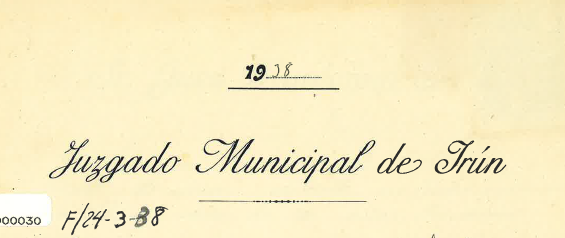 1938
Juzgado Municipal de Irún
000030
F/24-3-38